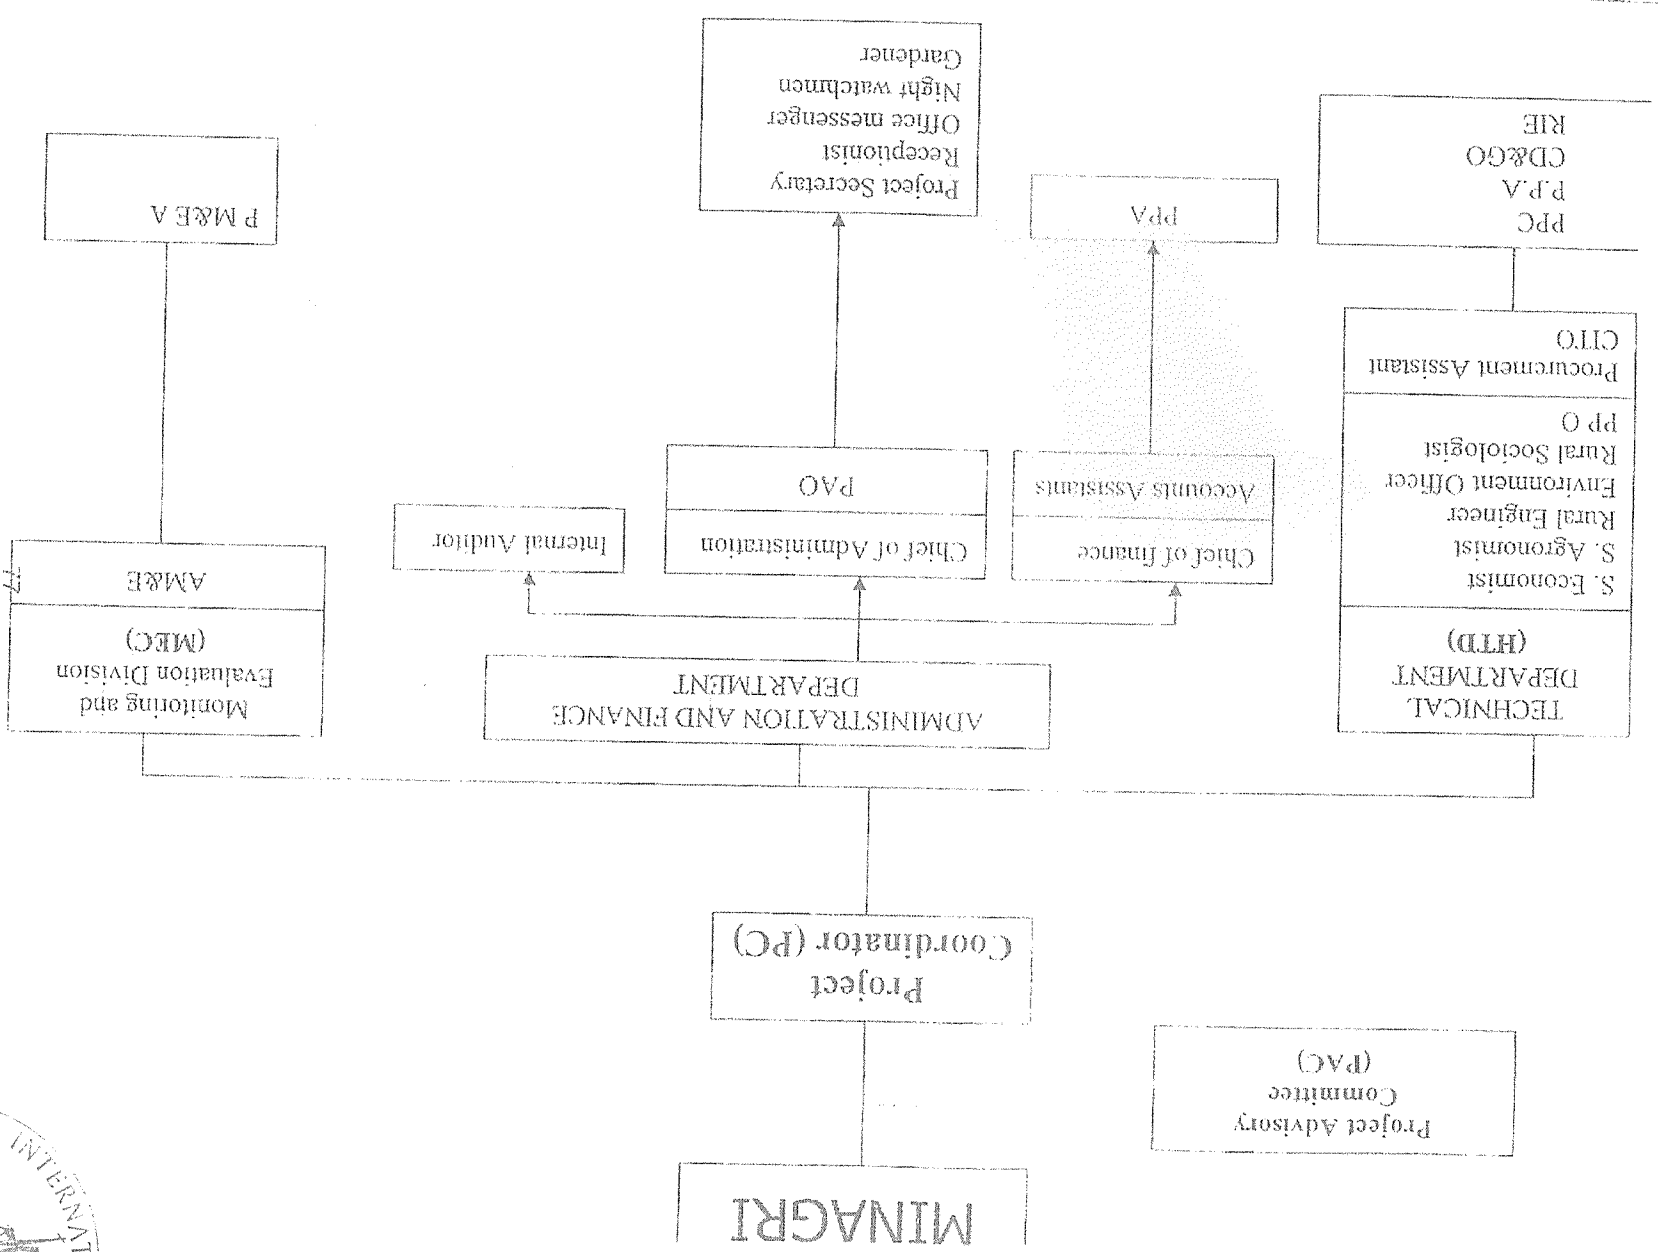 INTERNAT
MINAGRI
Project Advisory
Committee
(PAC)
Project
Coordinator (PC)
TECHNICAL
DEPARTMENT
(HTD)
S. Economist
S. Agronomist
Rural Engineer
Environment Officer
Rural Sociologist
PP O
Procurement Assistant
CITO
PPC
P.P.A
CD&GO
RIE
ADMINISTRATION AND FINANCE
DEPARTMENT
Chief of finance
Accounts Assistants
PPA
Chief of Administration
PAO
Project Secretary
Receptionist
Office messenger
Night watchmen
Gardener
Internal Auditor
Monitoring and
Evaluation Division
(MEC)
AM&E
P M&E A